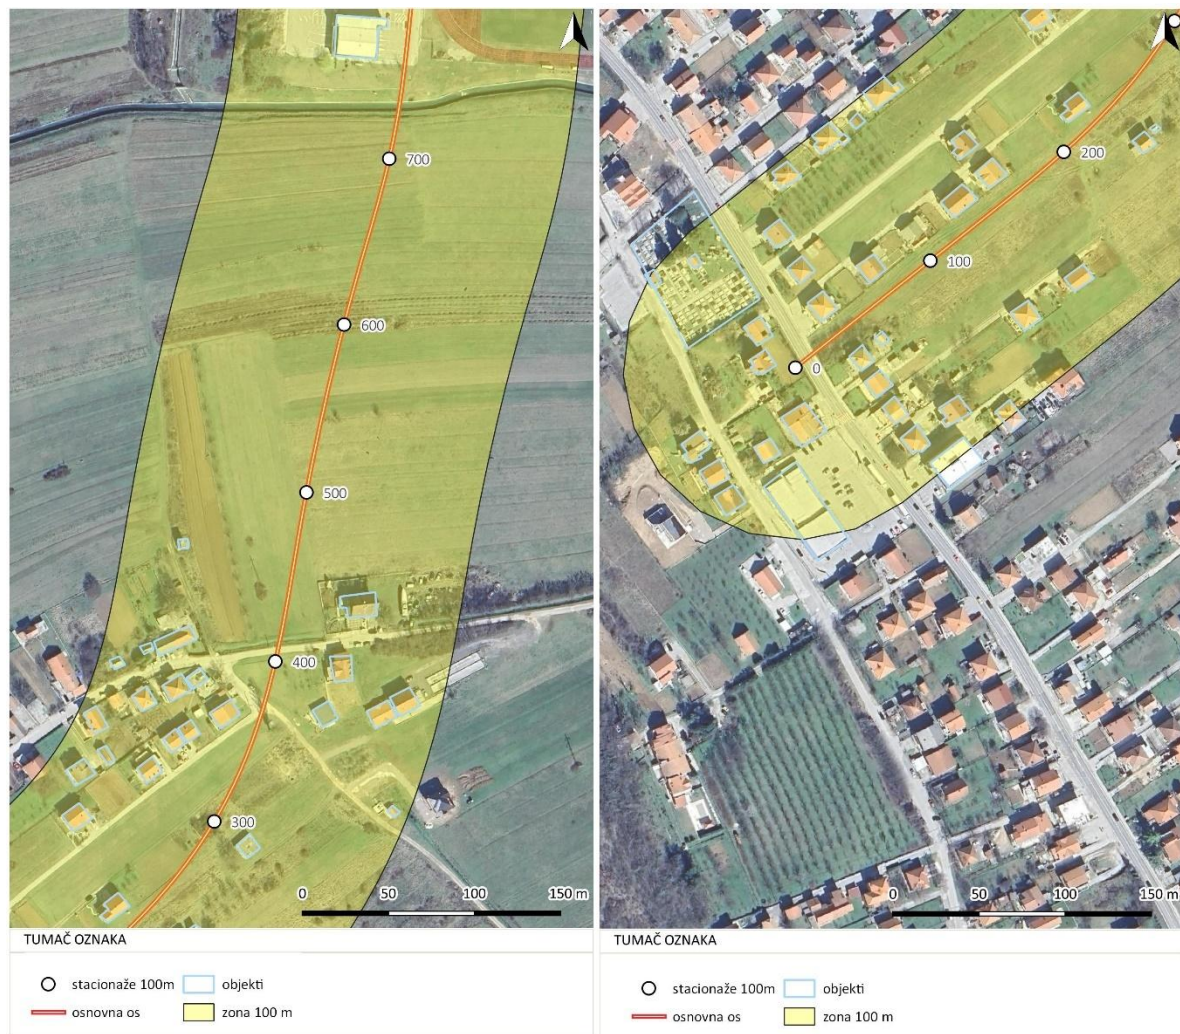 700
600
500
400
300
0 50 100 150 m
TUMAČ OZNAKA
stacionaže 100m objekti
osnovna os zona 100 m
200
100
0
0 50 100 150 m
TUMAČ OZNAKA
stacionaže 100m objekti
osnovna os zona 100 m